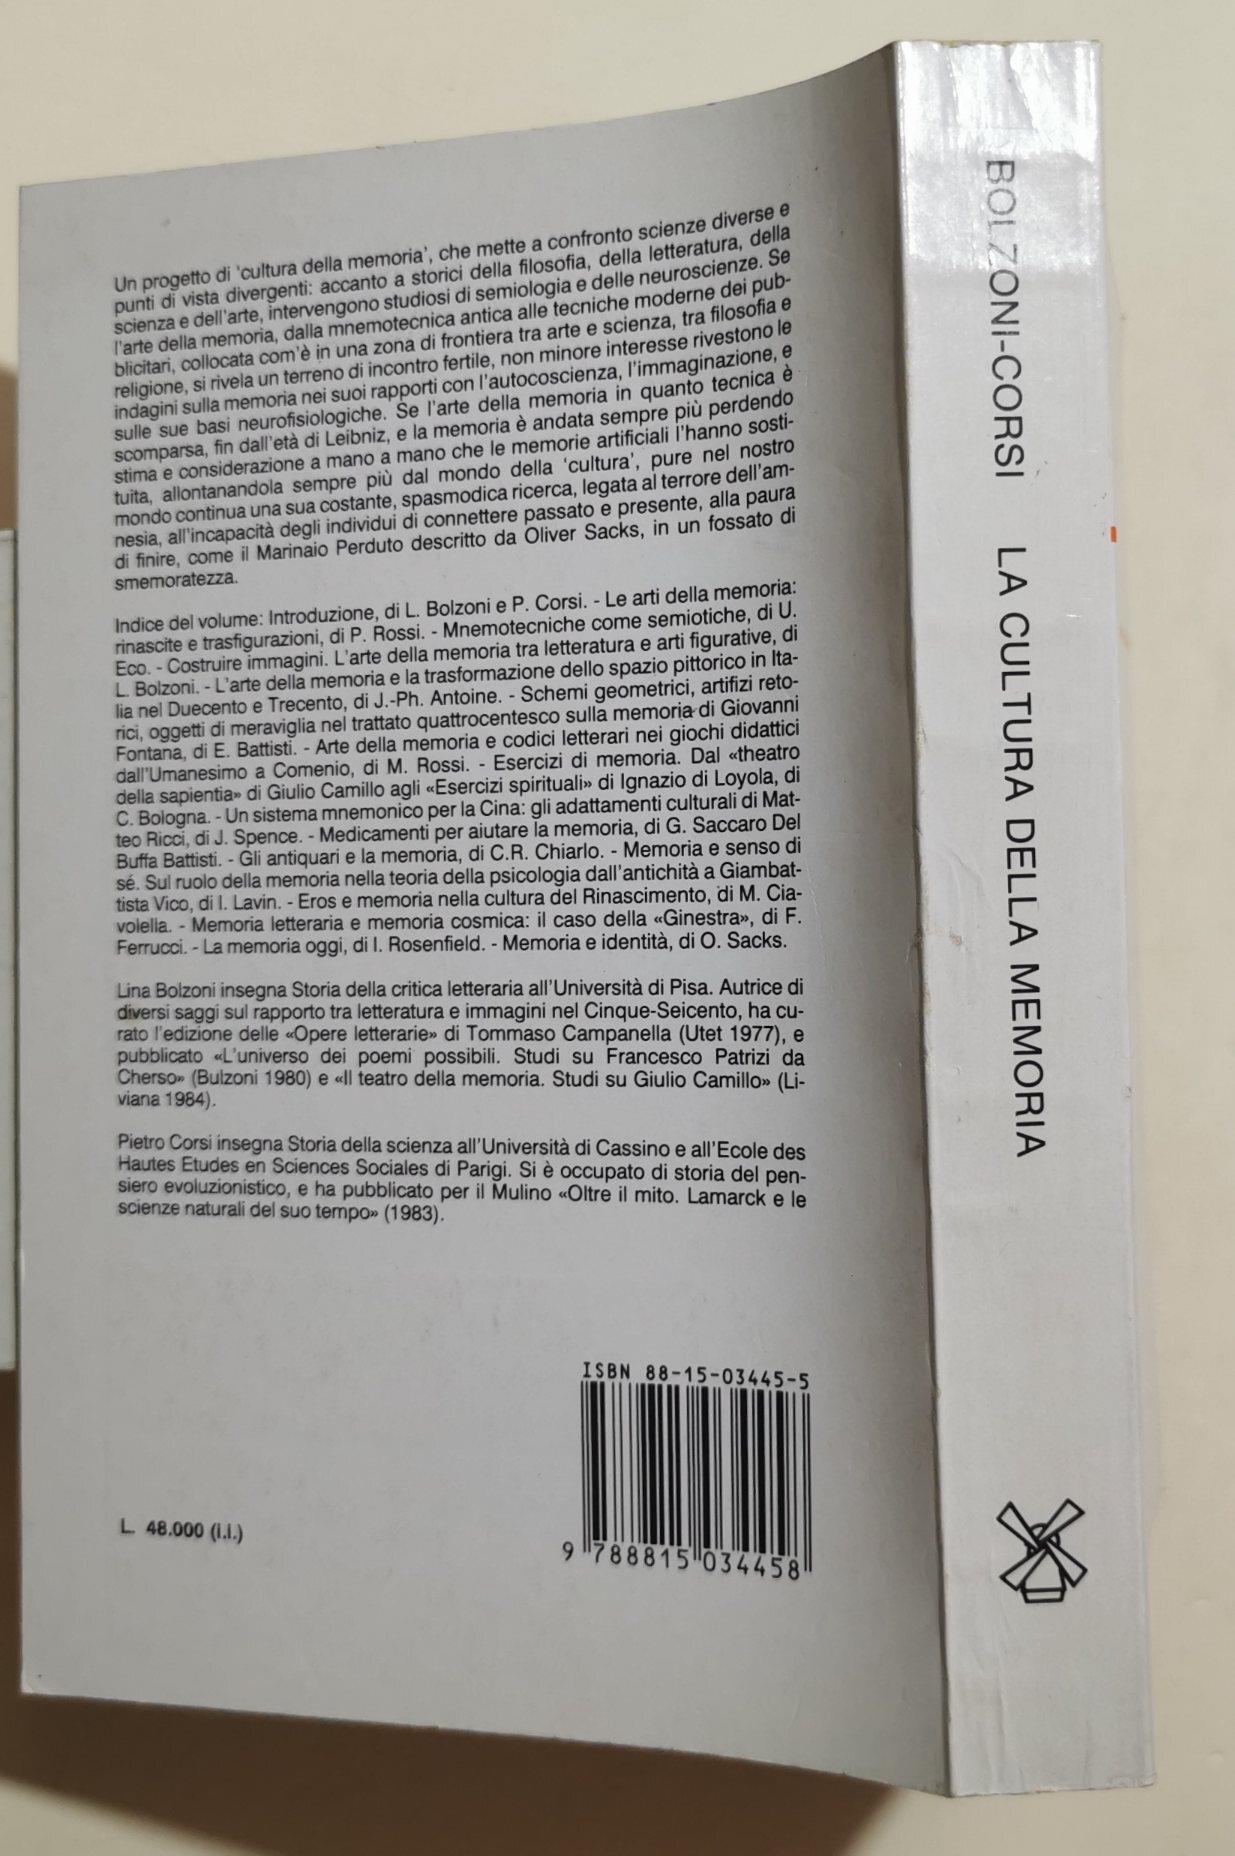 Un progetto di 'cultura della memoria', che mette a confronto scienze diverse e
punti di vista divergenti: accanto a storici della filosofia, della letteratura, della
scienza e dell'arte, intervengono studiosi di semiologia e delle neuroscienze. Se
l'arte della memoria, dalla mnemotecnica antica alle tecniche moderne dei pub-
blicitari, collocata com'è in una zona di frontiera tra arte e scienza, tra filosofia e
religione, si rivela un terreno di incontro fertile, non minore interesse rivestono le
indagini sulla memoria nei suoi rapporti con l'autocoscienza, l'immaginazione, e
sulle sue basi neurofisiologiche. Se l'arte della memoria in quanto tecnica è
scomparsa, fin dall'età di Leibniz, e la memoria è andata sempre più perdendo
stima e considerazione a mano a mano che le memorie artificiali l'hanno sosti-
tuita, allontanandola sempre più dal mondo della 'cultura', pure nel nostro
mondo continua una sua costante, spasmodica ricerca, legata al terrore dell'am-
nesia, all'incapacità degli individui di connettere passato e presente, alla paura
di finire, come il Marinaio Perduto descritto da Oliver Sacks, in un fossato di
smemoratezza.
Indice del volume: Introduzione, di L. Bolzoni e P. Corsi. - Le arti della memoria:
rinascite e trasfigurazioni, di P. Rossi. - Mnemotecniche come semiotiche, di U.
Eco. - Costruire immagini. L'arte della memoria tra letteratura e arti figurative, di
L. Bolzoni. - L'arte della memoria e la trasformazione dello spazio pittorico in Ita-
lia nel Duecento e Trecento, di J.-Ph. Antoine. - Schemi geometrici, artifizi reto-
rici, oggetti di meraviglia nel trattato quattrocentesco sulla memoria di Giovanni
Fontana, di E. Battisti. - Arte della memoria e codici letterari nei giochi didattici
dall'Umanesimo a Comenio, di M. Rossi. - Esercizi di memoria. Dal «theatro
della sapientia» di Giulio Camillo agli «Esercizi spirituali» di Ignazio di Loyola, di
C. Bologna. - Un sistema mnemonico per la Cina: gli adattamenti culturali di Mat-
teo Ricci, di J. Spence. - Medicamenti per aiutare la memoria, di G. Saccaro Del
Buffa Battisti. - Gli antiquari e la memoria, di C.R. Chiarlo. - Memoria e senso di
sé. Sul ruolo della memoria nella teoria della psicologia dall'antichità a Giambat-
tista Vico, di I. Lavin. - Eros e memoria nella cultura del Rinascimento, di M. Cia-
volella. - Memoria letteraria e memoria cosmica: il caso della «Ginestra», di F.
Ferrucci. - La memoria oggi, di I. Rosenfield. - Memoria e identità, di O. Sacks.
Lina Bolzoni insegna Storia della critica letteraria all'Università di Pisa. Autrice di
diversi saggi sul rapporto tra letteratura e immagini nel Cinque-Seicento, ha cu-
rato l'edizione delle «Opere letterarie» di Tommaso Campanella (Utet 1977), e
pubblicato «L'universo dei poemi possibili. Studi su Francesco Patrizi da
Cherso» (Bulzoni 1980) e «Il teatro della memoria. Studi su Giulio Camillo» (Li-
viana 1984).
Pietro Corsi insegna Storia della scienza all'Università di Cassino e all'Ecole des
Hautes Etudes en Sciences Sociales di Parigi. Si è occupato di storia del pen-
siero evoluzionistico, e ha pubblicato per il Mulino «Oltre il mito. Lamarck e le
scienze naturali del suo tempo» (1983).
ISBN 88-15-03445-5
9 788815 034458
L. 48.000 (i.i.)
BOLZONI-CORSI LA CULTURA DELLA MEMORIA